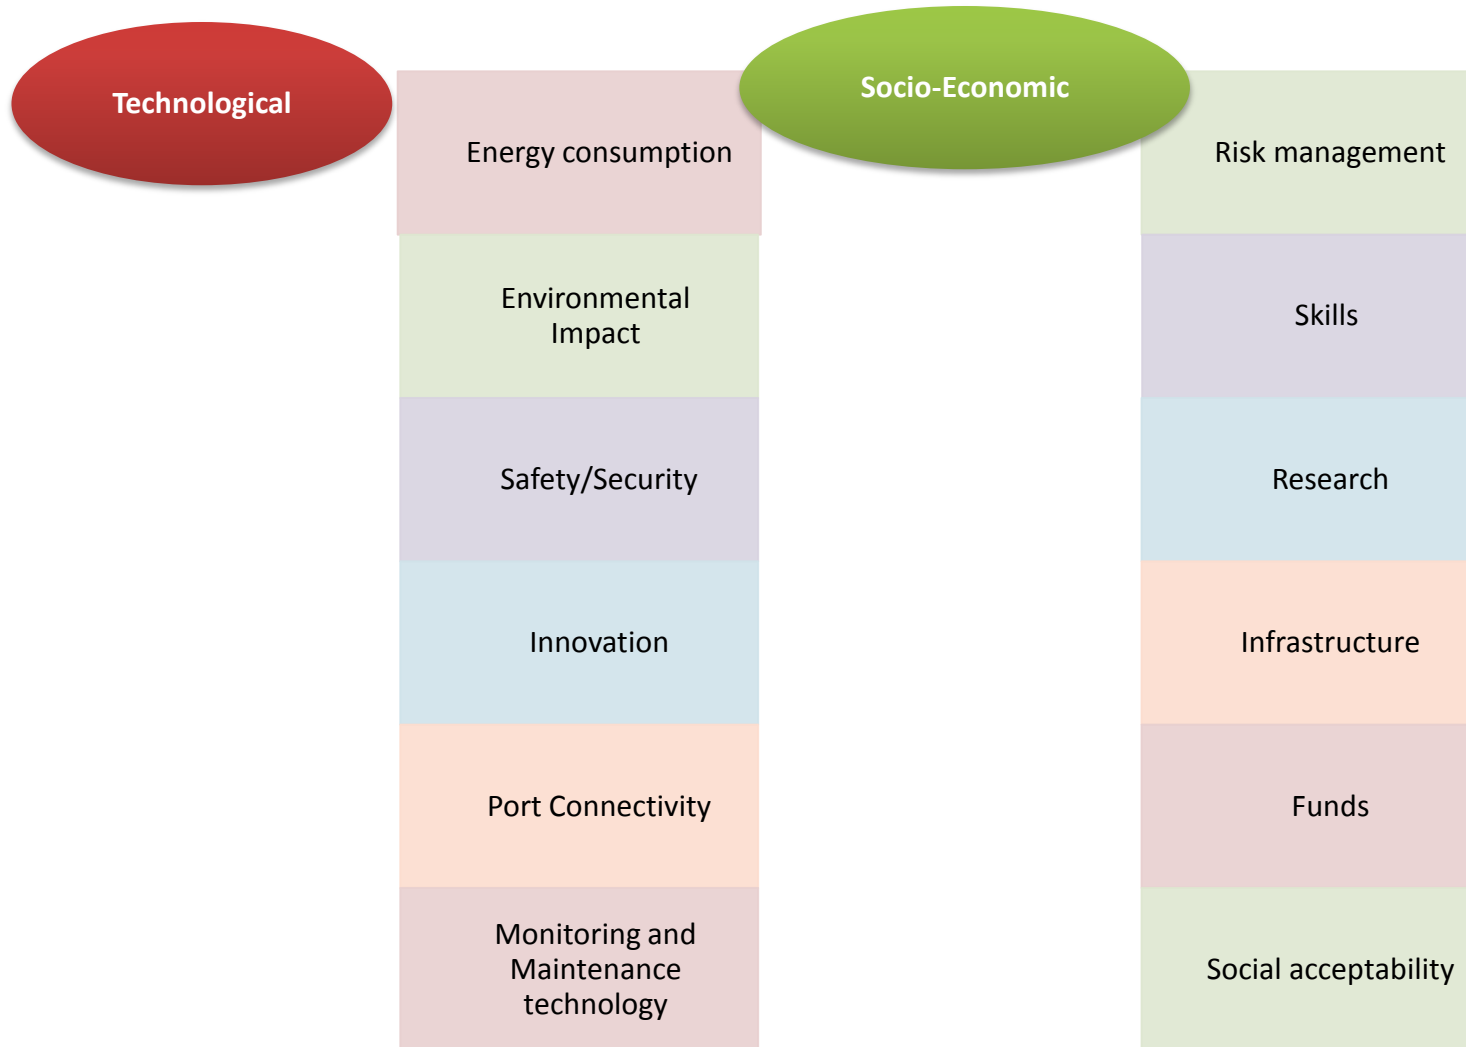 Technological
Energy consumption
Environmental
Impact
Safety/Security
Innovation
Port Connectivity
Monitoring and
Maintenance
technology
Socio-Economic
Risk management
Skills
Research
Infrastructure
Funds
Social acceptability